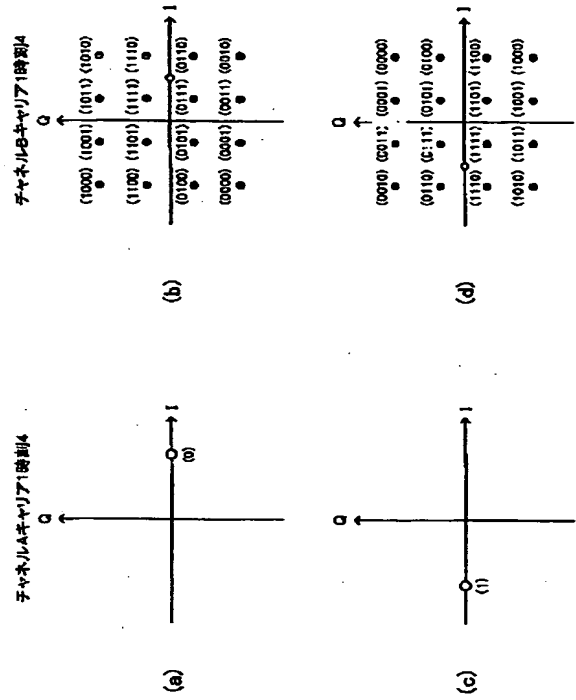 チャネルAキャリア1時刻4
(a)
Q
I
(0)
チャネルBキャリア1時刻4
(b)
Q
I
(1000) (1001) (1011) (1010)
(1100) (1101) (1111) (1110)
(0100) (0101) (0111) (0110)
(0000) (0001) (0011) (0010)
(c)
Q
I
(1)
(d)
Q
I
(0010) (0011) (0001) (0000)
(0110) (0111) (0101) (0100)
(1110) (1111) (1101) (1100)
(1010) (1011) (1001) (1000)